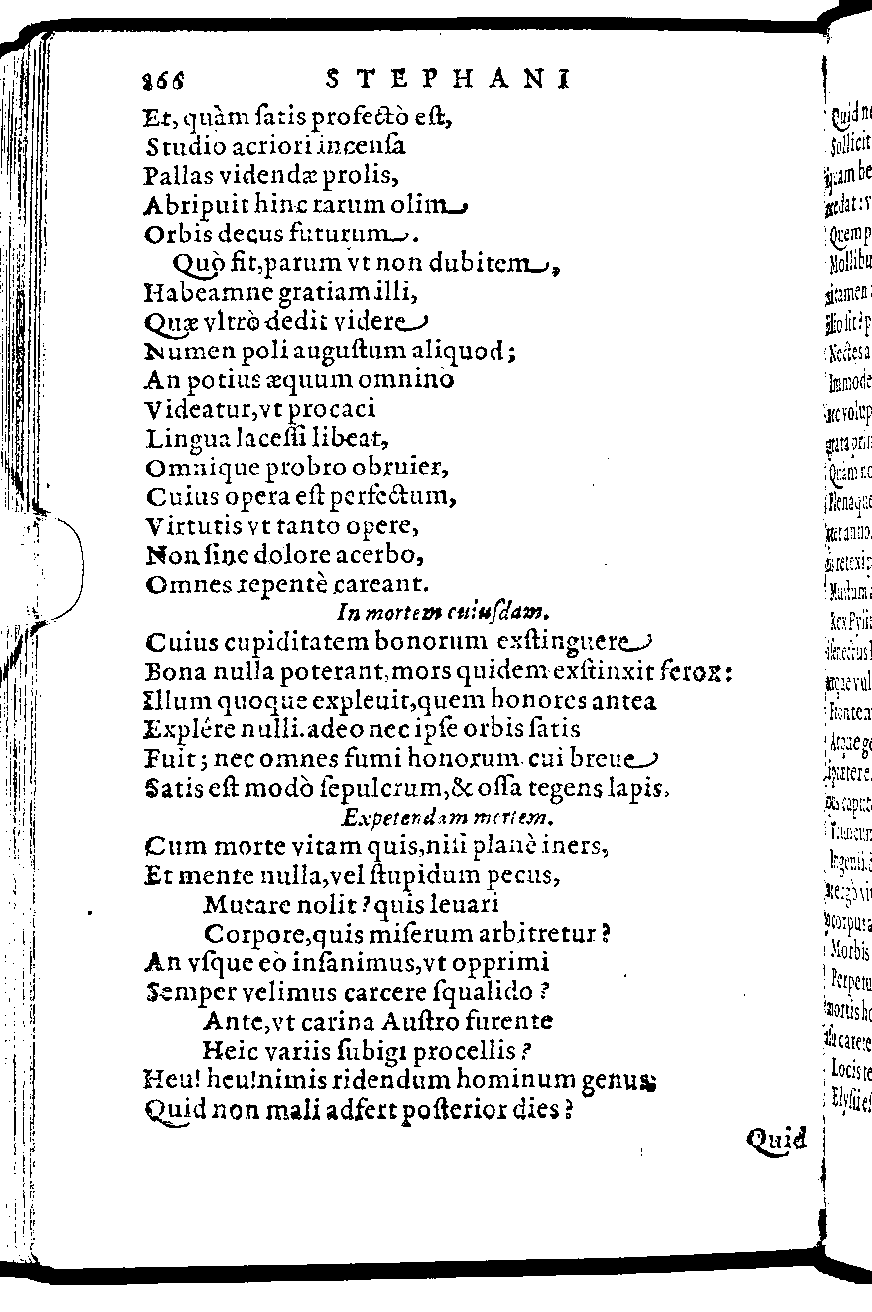 266 STEPHANI
Et, quàm ſatis profectò eſt,
Studio acriori incenſa
Pallas videndæ prolis,
Abripuit hinc rarum olim
Orbis decus futurum.
Quò fit, parum vt non dubitem,
Habeamne gratiam illi,
Quæ vltrò dedit videre
Numen poli auguſtum aliquod;
An potius æquum omnino
Videatur, vt procaci
Lingua laceſſi libeat,
Omnique probro obruier,
Cuius opera eſt perfectum,
Virtutis vt tanto opere,
Non ſine dolore acerbo,
Omnes repentè careant.
In mortem cuiuſdam.
Cuius cupiditatem bonorum exſtinguere
Bona nulla poterant, mors quidem exſtinxit ferox:
Illum quoque expleuit, quem honores antea
Explére nulli. adeo nec ipſe orbis ſatis
Fuit; nec omnes fumi honorum. cui breue
Satis eſt modò ſepulcrum, & oſſa tegens lapis.
Expetendam mortem.
Cum morte vitam quis, niſi planè iners,
Et mente nulla, vel ſtupidum pecus,
Mutare nolit? quis leuari
Corpore, quis miſerum arbitretur?
An vſque eò inſanimus, vt opprimi
Semper velimus carcere ſqualido?
Ante, vt carina Auſtro furente
Heic variis ſubigi procellis?
Heu! heu! nimis ridendum hominum genus;
Quid non mali adfert poſterior dies?
Quid